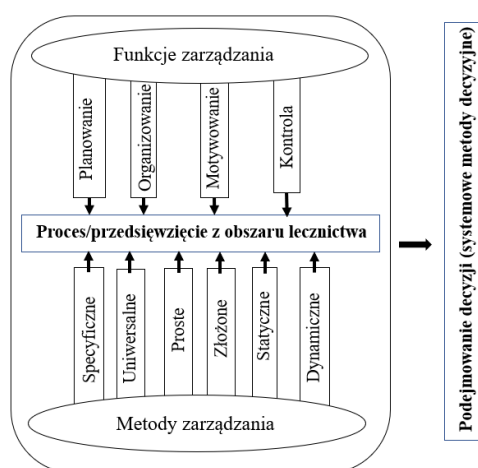 Funkcje zarządzania
Planowanie
Organizowanie
Motywowanie
Kontrola
Proces/przedsięwzięcie z obszaru lecznictwa
Specyficzne
Uniwersalne
Proste
Złożone
Statyczne
Dynamiczne
Metody zarządzania
Podejmowanie decyzji (systemowe metody decyzyjne)